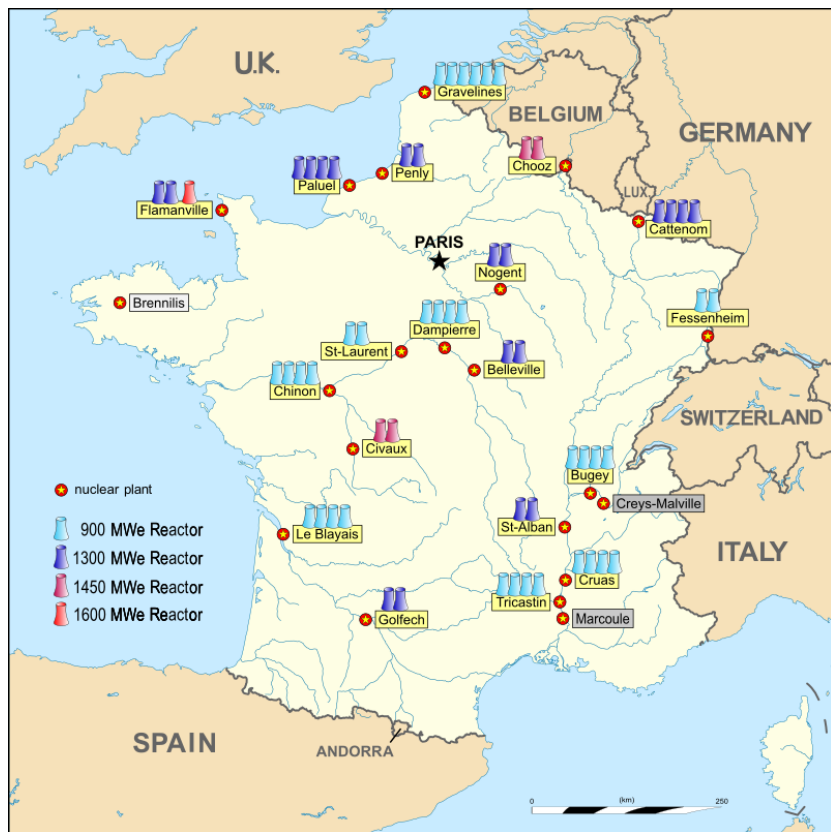 U.K.
Gravelines
BELGIUM
GERMANY
Chooz
Penly
Paluel
LUX.
Flamanville
Cattenom
PARIS
Nogent
Brennilis
Fessenheim
Dampierre
St-Laurent
Belleville
Chinon
SWITZERLAND
Civaux
Bugey
nuclear plant
Creys-Malville
900 MWe Reactor
St-Alban
Le Blayais
1300 MWe Reactor
ITALY
1450 MWe Reactor
Cruas
Tricastin
1600 MWe Reactor
Golfech
Marcoule
SPAIN
ANDORRA
(km)
0
250